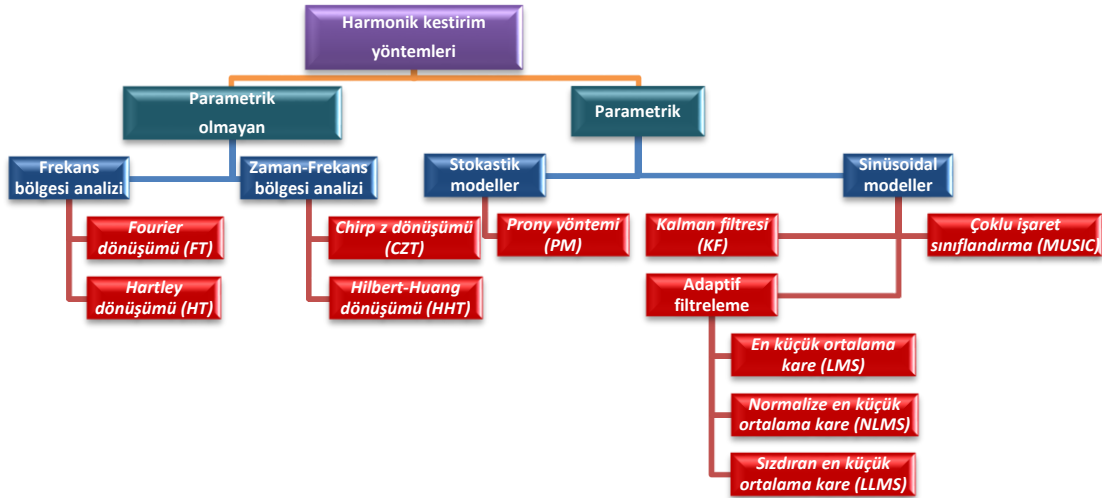 Harmonik kestirim
yöntemleri
Parametrik
olmayan
Parametrik
Frekans
bölgesi analizi
Zaman-Frekans
bölgesi analizi
Stokastik
modeller
Sinüsoidal
modeller
Fourier
dönüşümü (FT)
Hartley
dönüşümü (HT)
Chirp z dönüşümü
(CZT)
Hilbert-Huang
dönüşümü (HHT)
Prony yöntemi
(PM)
Kalman filtresi
(KF)
Çoklu işaret
sınıflandırma (MUSIC)
Adaptif
filtreleme
En küçük ortalama
kare (LMS)
Normalize en küçük
ortalama kare (NLMS)
Sızdıran en küçük
ortalama kare (LLMS)